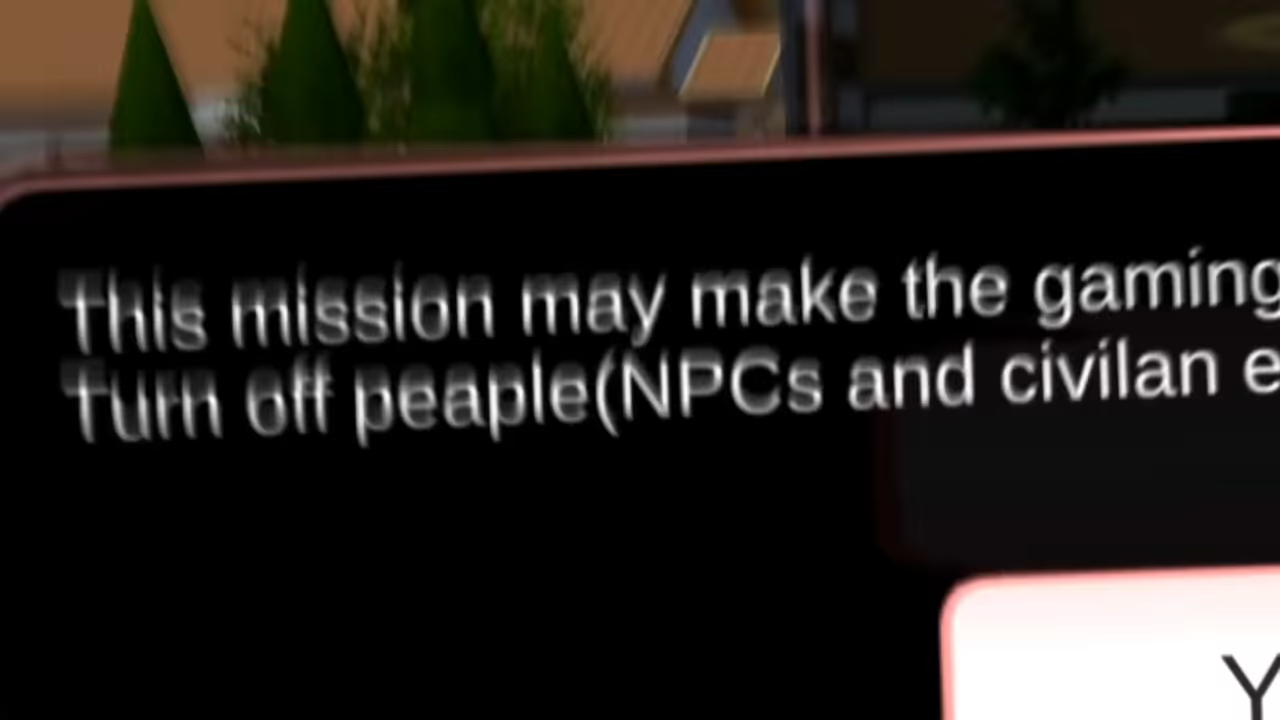 This mission may make the gaming
Turn off peaple(NPCs and civilan e
Y